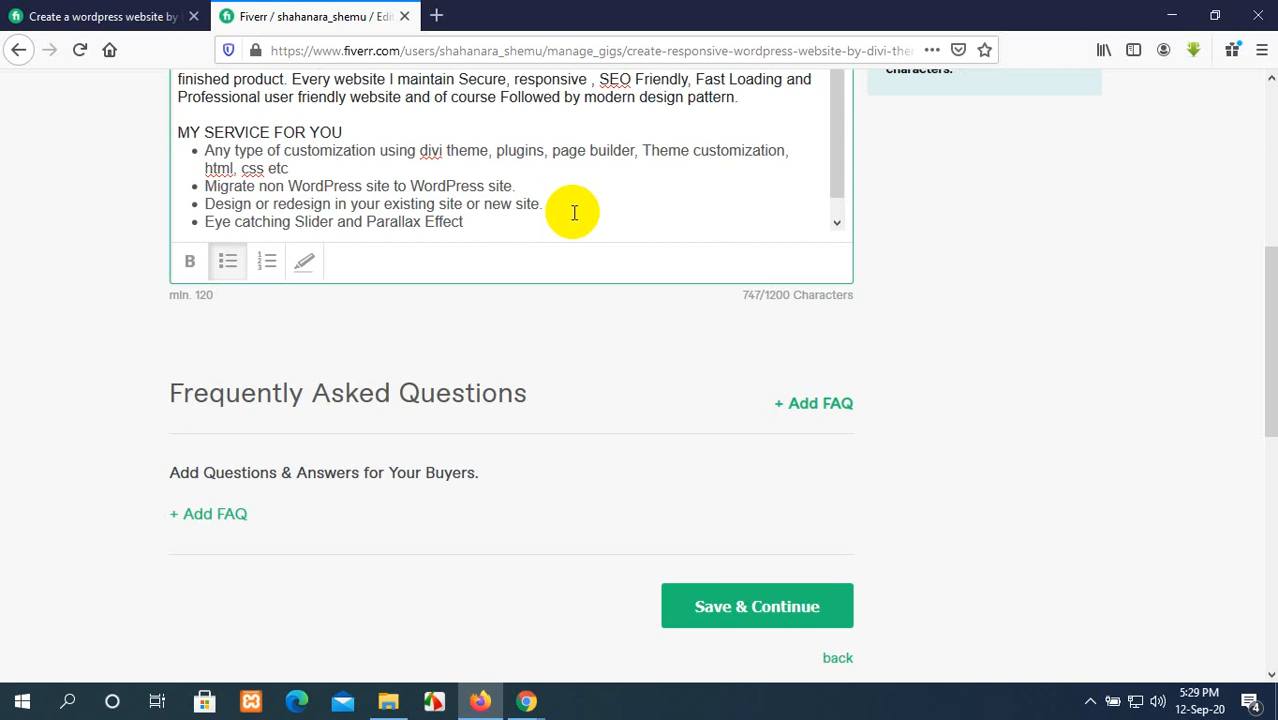 Create a wordpress website by
Fiverr / shahanara_shemu / Edi
https://www.fiverr.com/users/shahanara_shemu/manage_gigs/create-responsive-wordpress-website-by-divi-the
characters.
finished product. Every website I maintain Secure, responsive , SEO Friendly, Fast Loading and
Professional user friendly website and of course Followed by modern design pattern.
MY SERVICE FOR YOU
Any type of customization using divi theme, plugins, page builder, Theme customization,
html, css etc
Migrate non WordPress site to WordPress site.
Design or redesign in your existing site or new site.
Eye catching Slider and Parallax Effect
B
min. 120
747/1200 Characters
Frequently Asked Questions
+ Add FAQ
Add Questions & Answers for Your Buyers.
+ Add FAQ
Save & Continue
back
5:29 PM
12-Sep-20
4